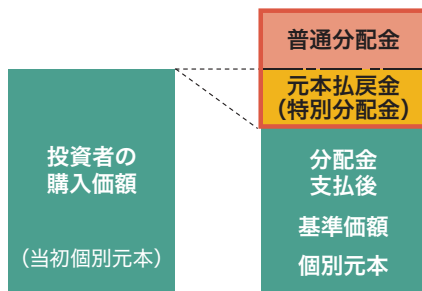 普通分配金
元本払戻金
（特別分配金）
投資者の
購入価額
（当初個別元本）
分配金
支払後
基準価額
個別元本